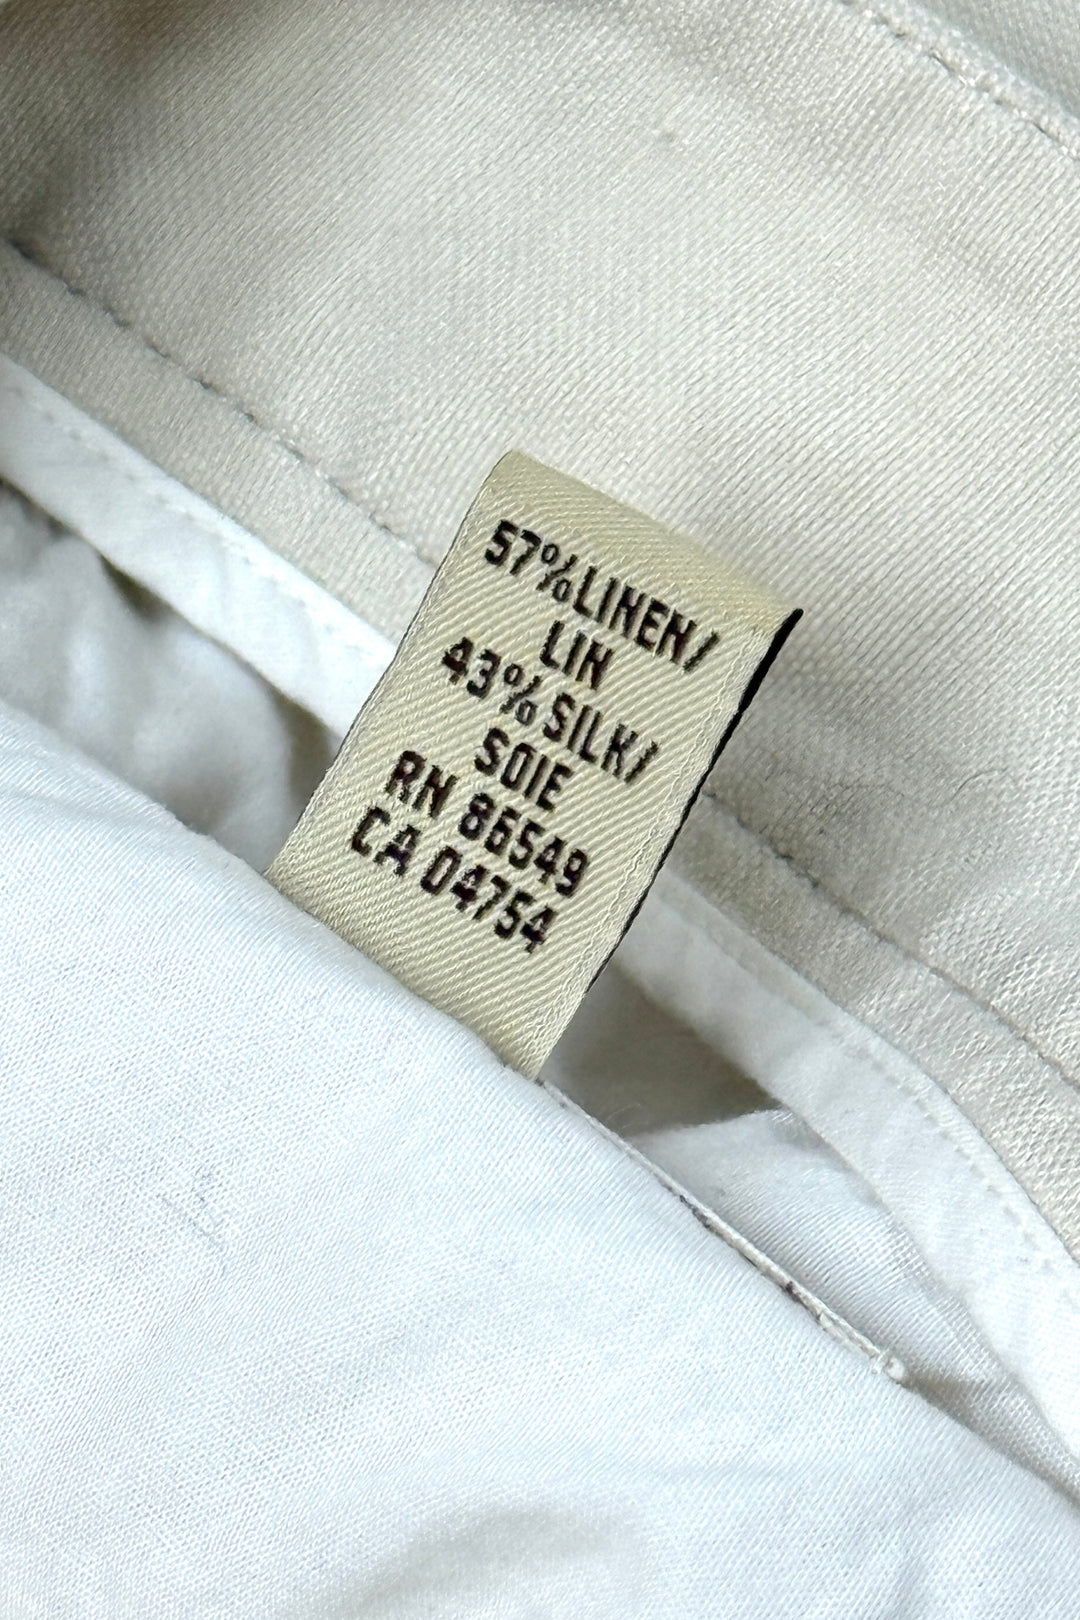 57%LINEN/
LIN
43%SILK/
SOIE
RN 86549
CA 04754